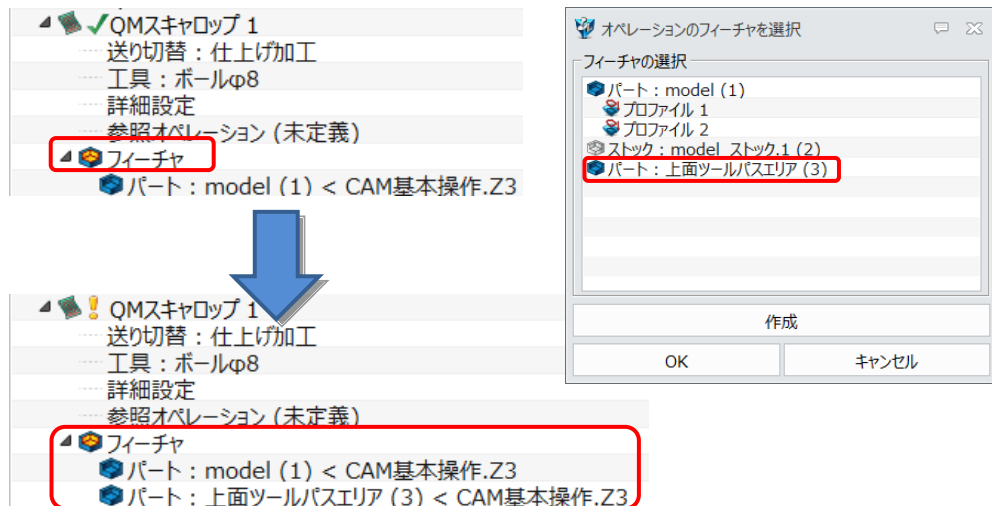 QMスキャロップ 1
送り切替：仕上げ加工
工具：ボールφ8
詳細設定
参照オペレーション (未定義)
フィーチャ
パート：model (1) < CAM基本操作.Z3
オペレーションのフィーチャを選択
フィーチャの選択
パート：model (1)
プロファイル 1
プロファイル 2
ストック：model_ストック.1 (2)
パート：上面ツールパスエリア (3)
作成
OK
キャンセル
QMスキャロップ 1
送り切替：仕上げ加工
工具：ボールφ8
詳細設定
参照オペレーション (未定義)
フィーチャ
パート：model (1) < CAM基本操作.Z3
パート：上面ツールパスエリア (3) < CAM基本操作.Z3